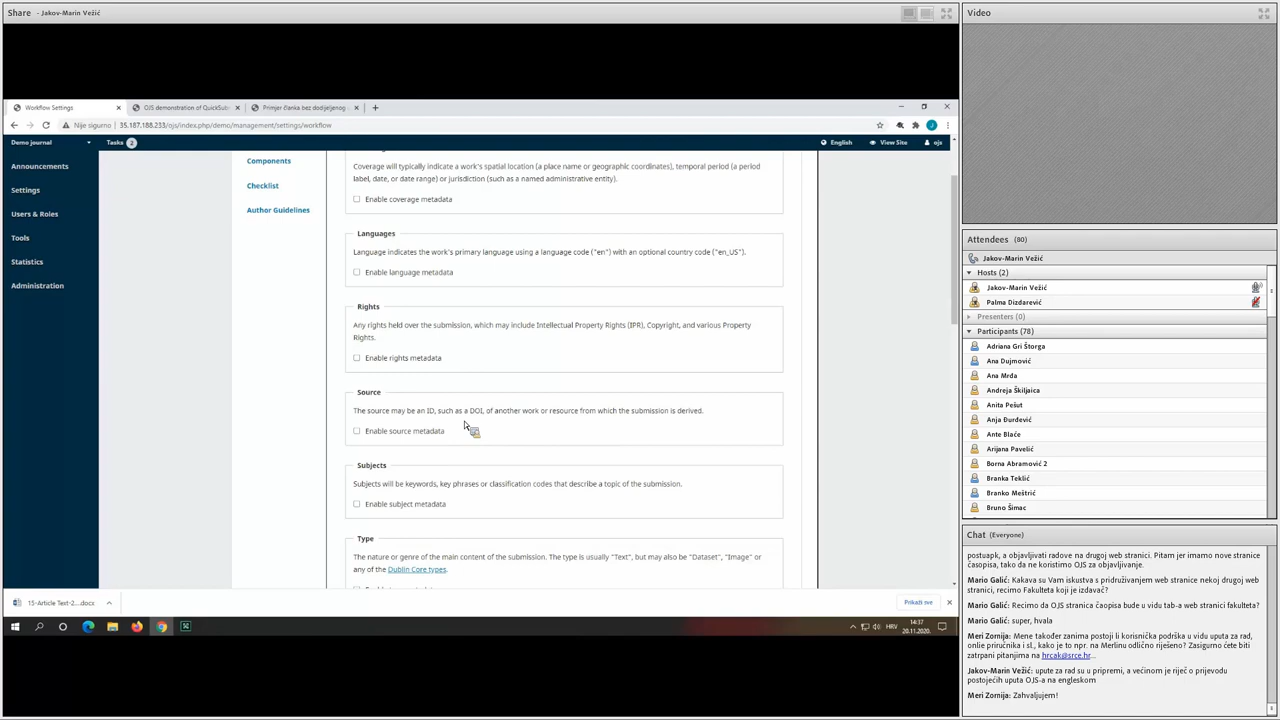 Share - Jakov-Marin Vežić
Workflow Settings
OJS demonstration of QuickSub
Primjer članka bez dodijeljenog
Nije sigurno
35.187.188.233/ojs/index.php/demo/management/settings/workflow
Demo journal
Tasks 2
English
View Site
ojs
Announcements
Settings
Users & Roles
Tools
Statistics
Administration
Components
Checklist
Author Guidelines
Coverage will typically indicate a work's spatial location (a place name or geographic coordinates), temporal period (a period
label, date, or date range) or jurisdiction (such as a named administrative entity).
Enable coverage metadata
Languages
Language indicates the work's primary language using a language code ("en") with an optional country code ("en_US").
Enable language metadata
Rights
Any rights held over the submission, which may include Intellectual Property Rights (IPR), Copyright, and various Property
Rights.
Enable rights metadata
Source
The source may be an ID, such as a DOI, of another work or resource from which the submission is derived.
Enable source metadata
Subjects
Subjects will be keywords, key phrases or classification codes that describe a topic of the submission.
Enable subject metadata
Type
The nature or genre of the main content of the submission. The type is usually "Text", but may also be "Dataset", "Image" or
any of the Dublin Core types.
15-Article Text-2....docx
Prikaži sve
HRV
14:37
20.11.2020.
Video
Attendees (80)
Jakov-Marin Vežić
Hosts (2)
Jakov-Marin Vežić
Palma Dizdarević
Presenters (0)
Participants (78)
Adriana Gri Štorga
Ana Dujmović
Ana Mrđa
Andreja Škiljaica
Anita Pešut
Anja Đurđević
Ante Blaće
Arijana Pavelić
Borna Abramović 2
Branka Teklić
Branko Meštrić
Bruno Šimac
Chat (Everyone)
postuapk, a objavljivati radove na drugoj web stranici. Pitam jer imamo nove stranice
časopisa, tako da ne koristimo OJS za objavljivanje.
Mario Galić: Kakava su Vam iskustva s pridruživanjem web stranice nekoj drugoj web
stranici, recimo Fakulteta koji je izdavač?
Mario Galić: Recimo da OJS stranica čaopisa bude u vidu tab-a web stranici fakulteta?
Mario Galić: super, hvala
Meri Zornija: Mene također zanima postoji li korisnička podrška u vidu uputa za rad,
onlie priručnika i sl., kako je to npr. na Merlinu odlično riješeno? Zasigurno ćete biti
zatrpani pitanjima na hrcak@srce.hr...
Jakov-Marin Vežić: upute za rad su u pripremi, a većinom je riječ o prijevodu
postojećih uputa OJS-a na engleskom
Meri Zornija: Zahvaljujem!